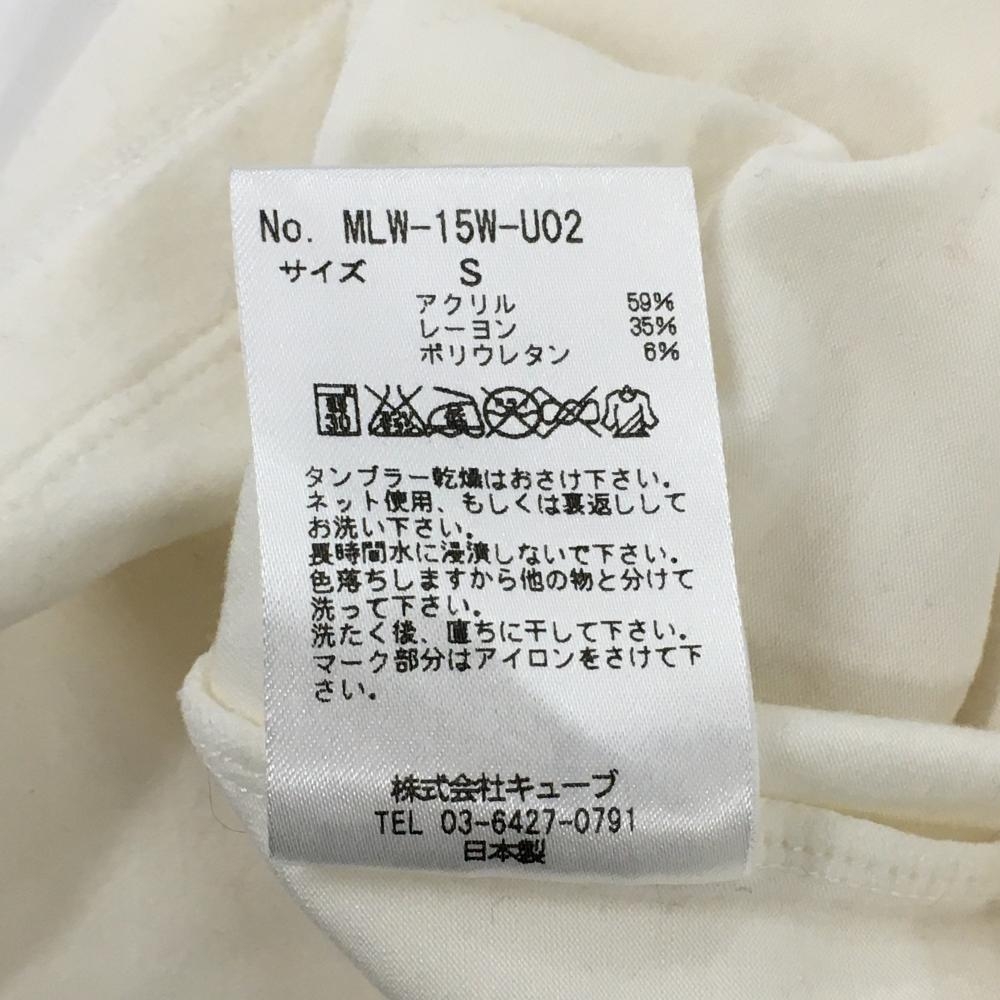 No. MLW-15W-U02
サイズ S
アクリル 59%
レーヨン 35%
ポリウレタン 6%
30
タンブラー乾燥はおさけ下さい。
ネット使用、もしくは裏返しして
お洗い下さい。
長時間水に浸漬しないで下さい。
色落ちしますから他の物と分けて
洗って下さい。
洗たく後、直ちに干して下さい。
マーク部分はアイロンをさけて下
さい。
株式会社キューブ
TEL 03-6427-0791
日本製